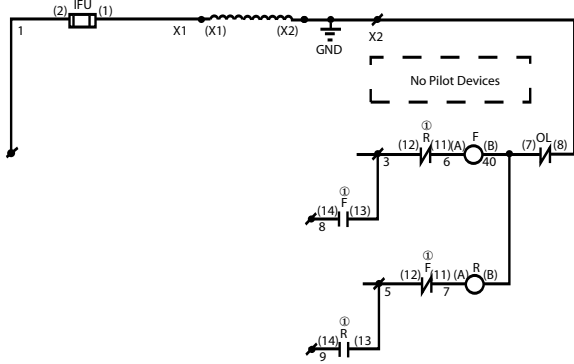 IFU
(2) (1)
1 X1 (X1) (X2) X2
GND
No Pilot Devices
①
R F OL
(12) (11) (A) (B) (7) (8)
3 6 40
①
F
(14) (13)
8
①
F R
(12) (11) (A) (B)
5 7
①
R
(14) (13
9